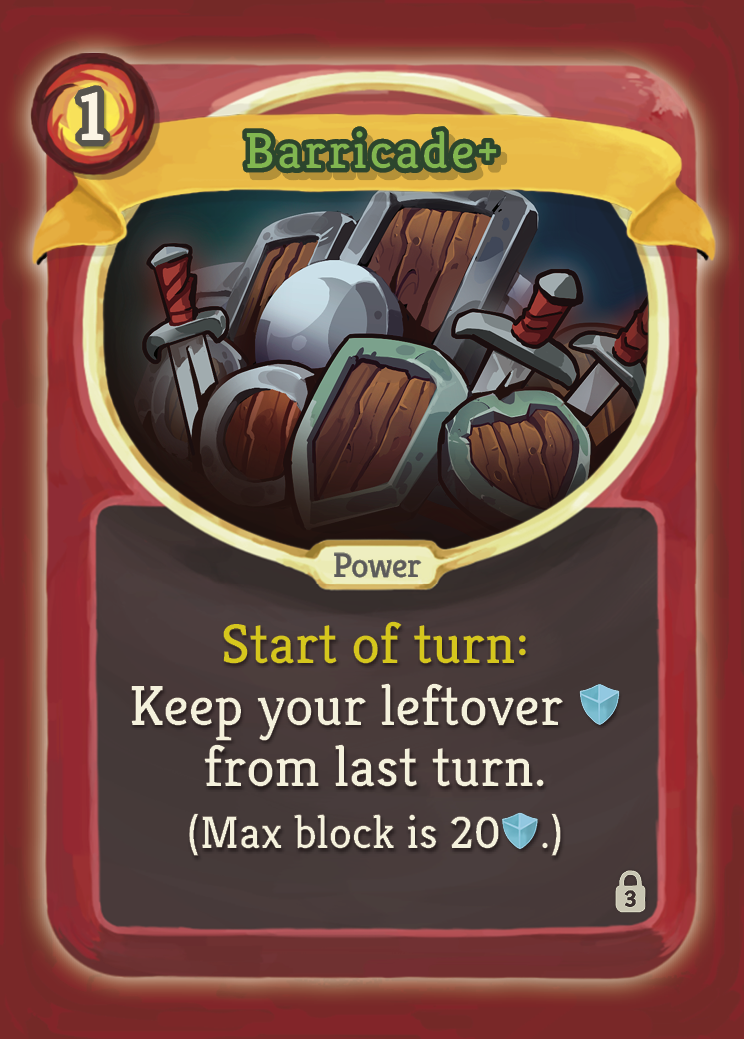 1
Barricade+
Power
Start of turn:
Keep your leftover
from last turn.
(Max block is 20.)
3